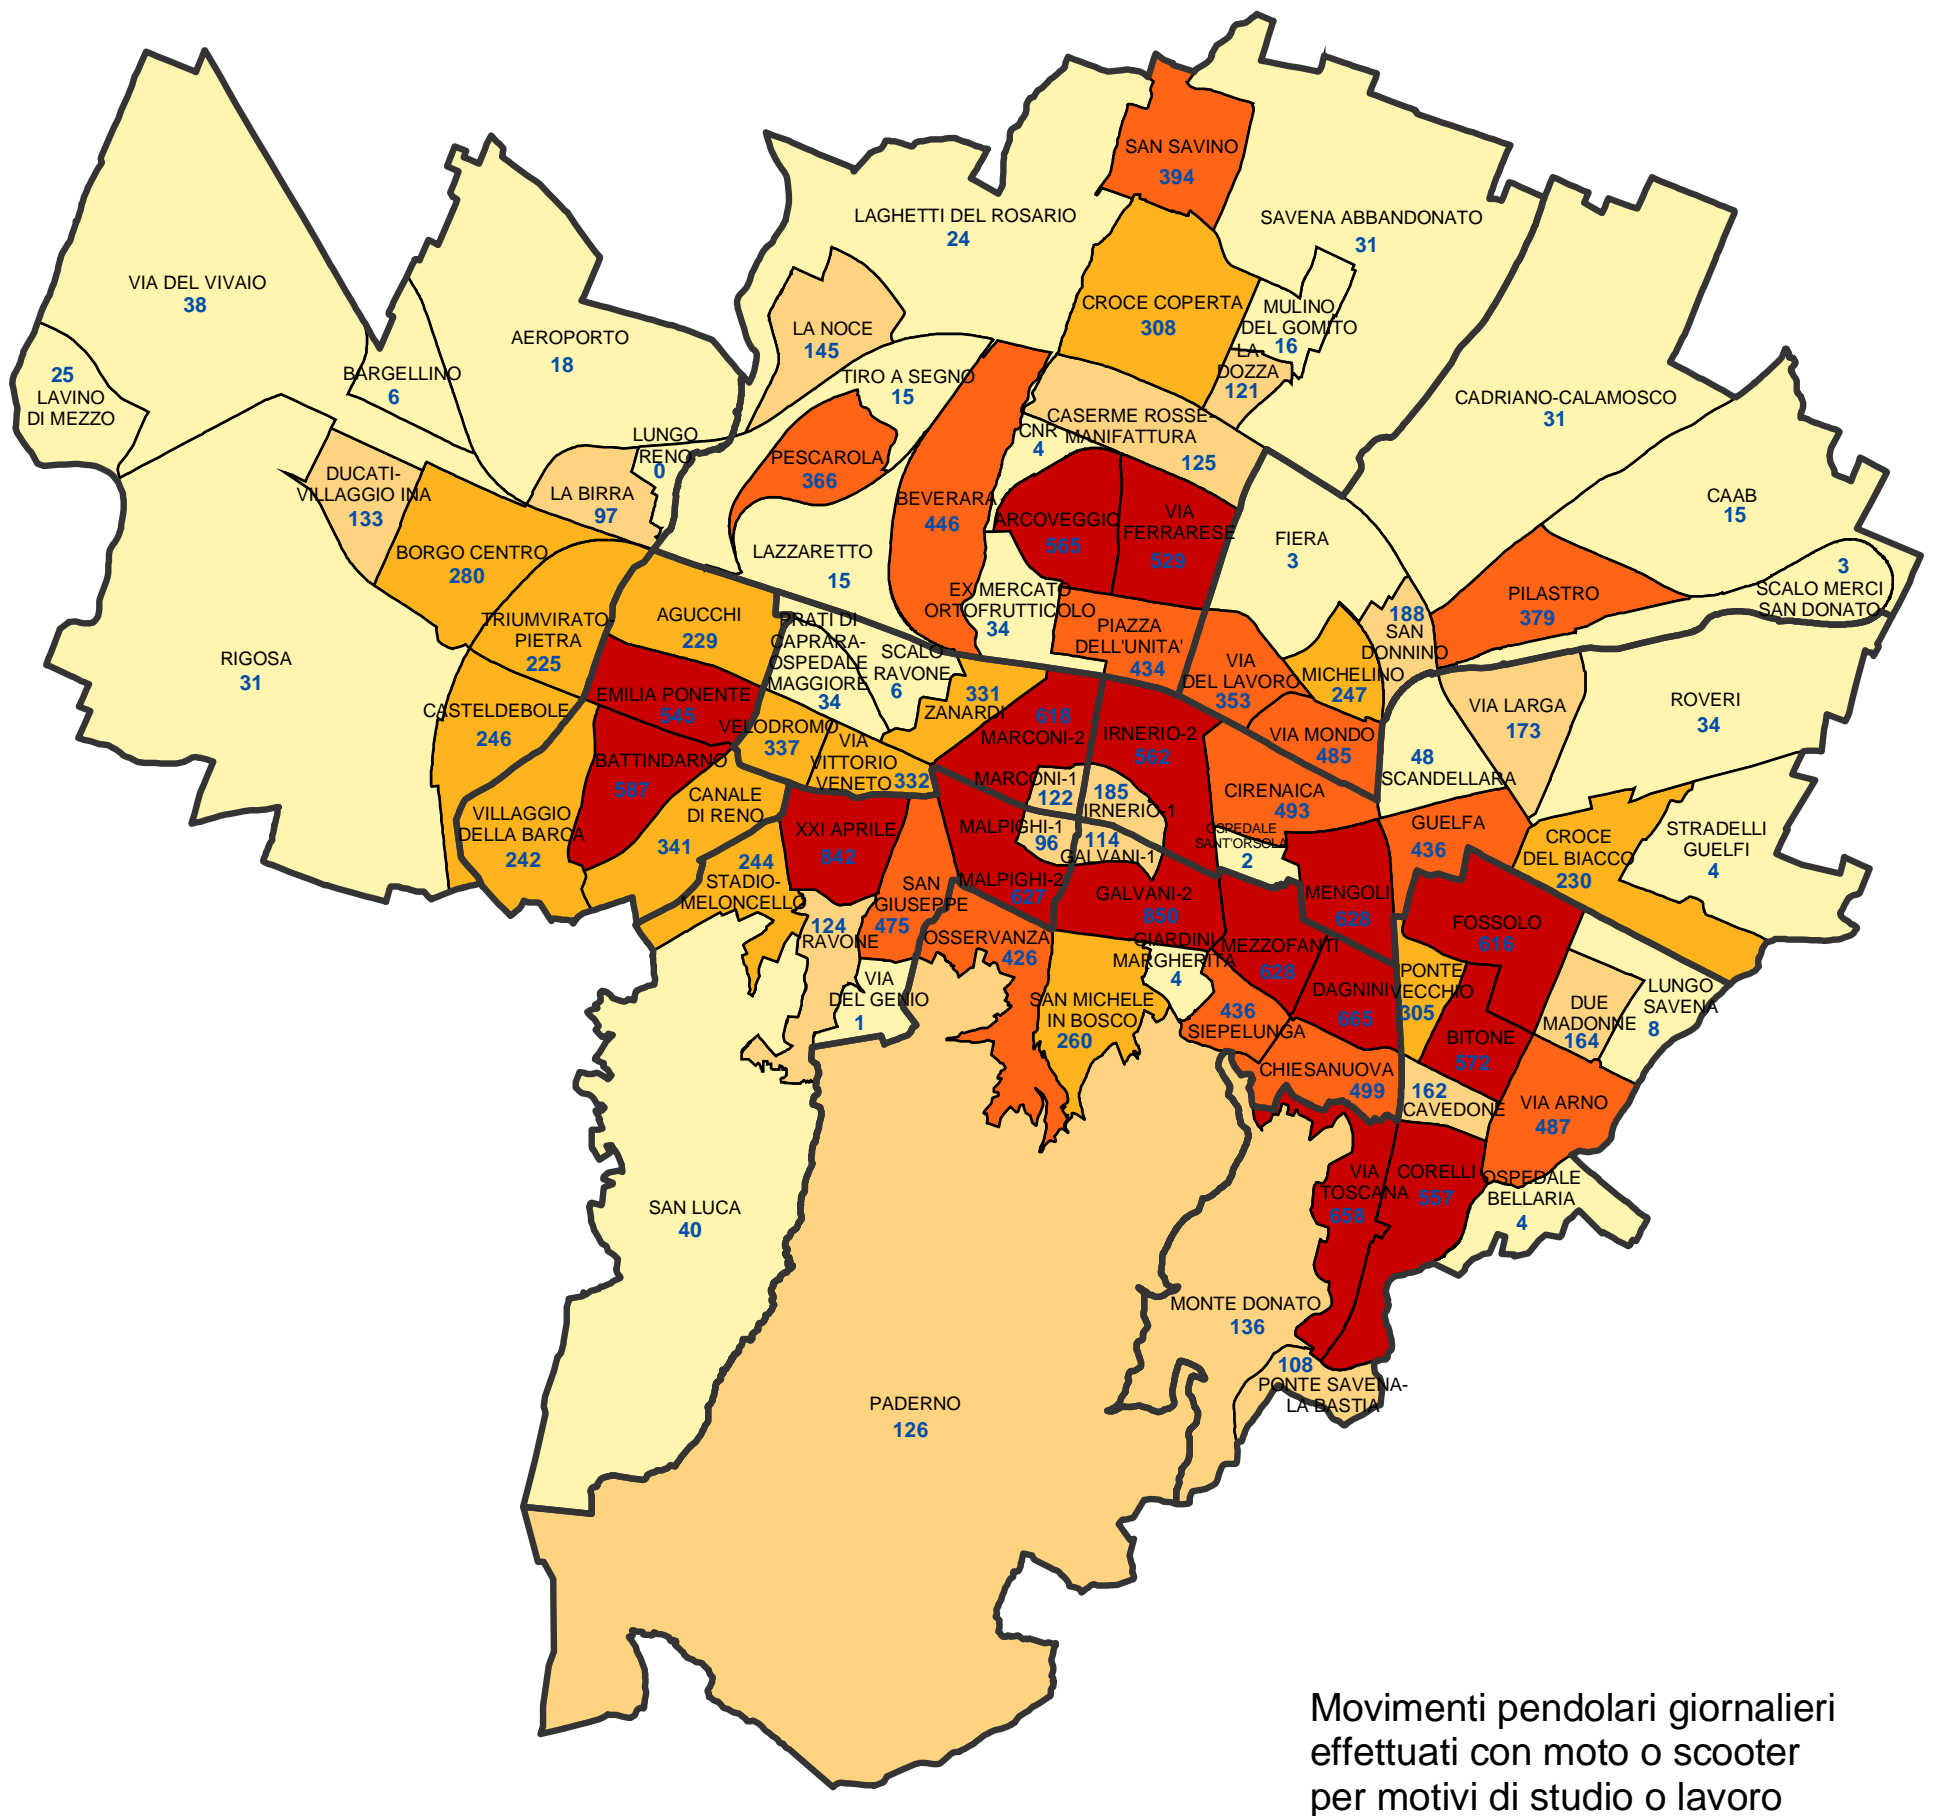 SAN SAVINO
394
LAGHETTI DEL ROSARIO
24
SAVENA ABBANDONATO
31
VIA DEL VIVAIO
38
CROCE COPERTA
308
MULINO
DEL GOMITO
16
LA NOCE
145
AEROPORTO
18
LA
DOZZA
121
25
LAVINO
DI MEZZO
BARGELLINO
6
TIRO A SEGNO
15
CADRIANO-CALAMOSCO
31
CASERME ROSSE-
MANIFATTURA
125
CNR
4
LUNGO
RENO
0
PESCAROLA
366
DUCATI-
VILLAGGIO INA
133
LA BIRRA
97
BEVERARA
446
ARCOVEGGIO
565
VIA
FERRARESE
529
FIERA
3
CAAB
15
BORGO CENTRO
280
LAZZARETTO
15
3
SCALO MERCI
SAN DONATO
PILASTRO
379
EX MERCATO
ORTOFRUTTICOLO
34
188
SAN
DONNINO
TRIUMVIRATO-
PIETRA
225
AGUCCHI
229
PRATI DI
CAPRARA-
OSPEDALE
MAGGIORE
34
SCALO
RAVONE
6
PIAZZA
DELL'UNITA'
434
VIA
DEL LAVORO
353
MICHELINO
247
RIGOSA
31
EMILIA PONENTE
545
331
ZANARDI
ROVERI
34
VIA LARGA
173
CASTELDEBOLE
246
VELODROMO
337
VIA
VITTORIO
VENETO
332
618
MARCONI-2
IRNERIO-2
562
VIA MONDO
485
48
SCANDELLARA
BATTINDARNO
587
MARCONI-1
122
185
IRNERIO-1
CIRENAICA
493
CANALE
DI RENO
341
VILLAGGIO
DELLA BARCA
242
XXI APRILE
842
MALPIGHI-1
96
114
GALVANI-1
OSPEDALE
SANT'ORSOLA
2
GUELFA
436
CROCE
DEL BIACCO
230
STRADELLI
GUELFI
4
244
STADIO-
MELONCELLO
SAN
GIUSEPPE
475
MALPIGHI-2
627
GALVANI-2
850
MENGOLI
628
FOSSOLO
616
124
RAVONE
OSSERVANZA
426
GIARDINI
MARGHERITA
4
MEZZOFANTI
628
VIA
DEL GENIO
1
SAN MICHELE
IN BOSCO
260
436
SIEPELUNGA
DAGNINI
665
PONTE
VECCHIO
305
DUE
MADONNE
164
LUNGO
SAVENA
8
BITONE
572
CHIESANUOVA
499
162
CAVEDONE
VIA ARNO
487
VIA
TOSCANA
658
CORELLI
557
OSPEDALE
BELLARIA
4
SAN LUCA
40
MONTE DONATO
136
108
PONTE SAVENA-
LA BASTIA
PADERNO
126
Movimenti pendolari giornalieri
effettuati con moto o scooter
per motivi di studio o lavoro